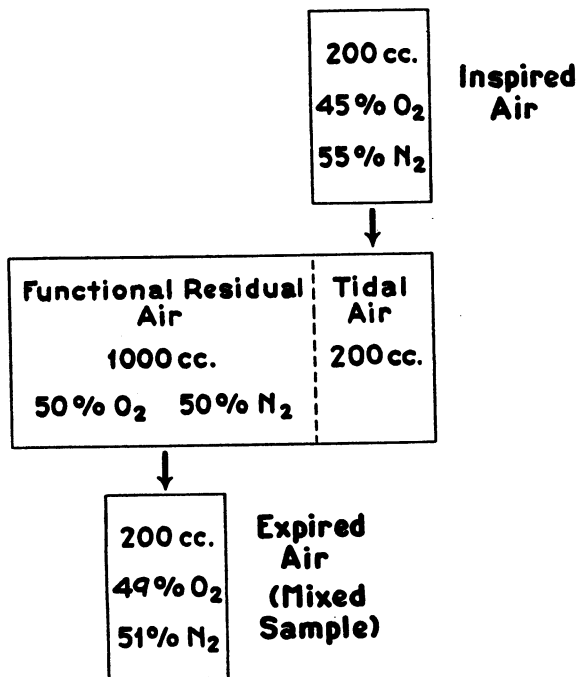 200 cc.
45% O₂
55% N₂
Inspired
Air
Functional Residual
Air
1000 cc.
50% O₂ 50% N₂
Tidal
Air
200 cc.
200 cc.
49% O₂
51% N₂
Expired
Air
(Mixed
Sample)